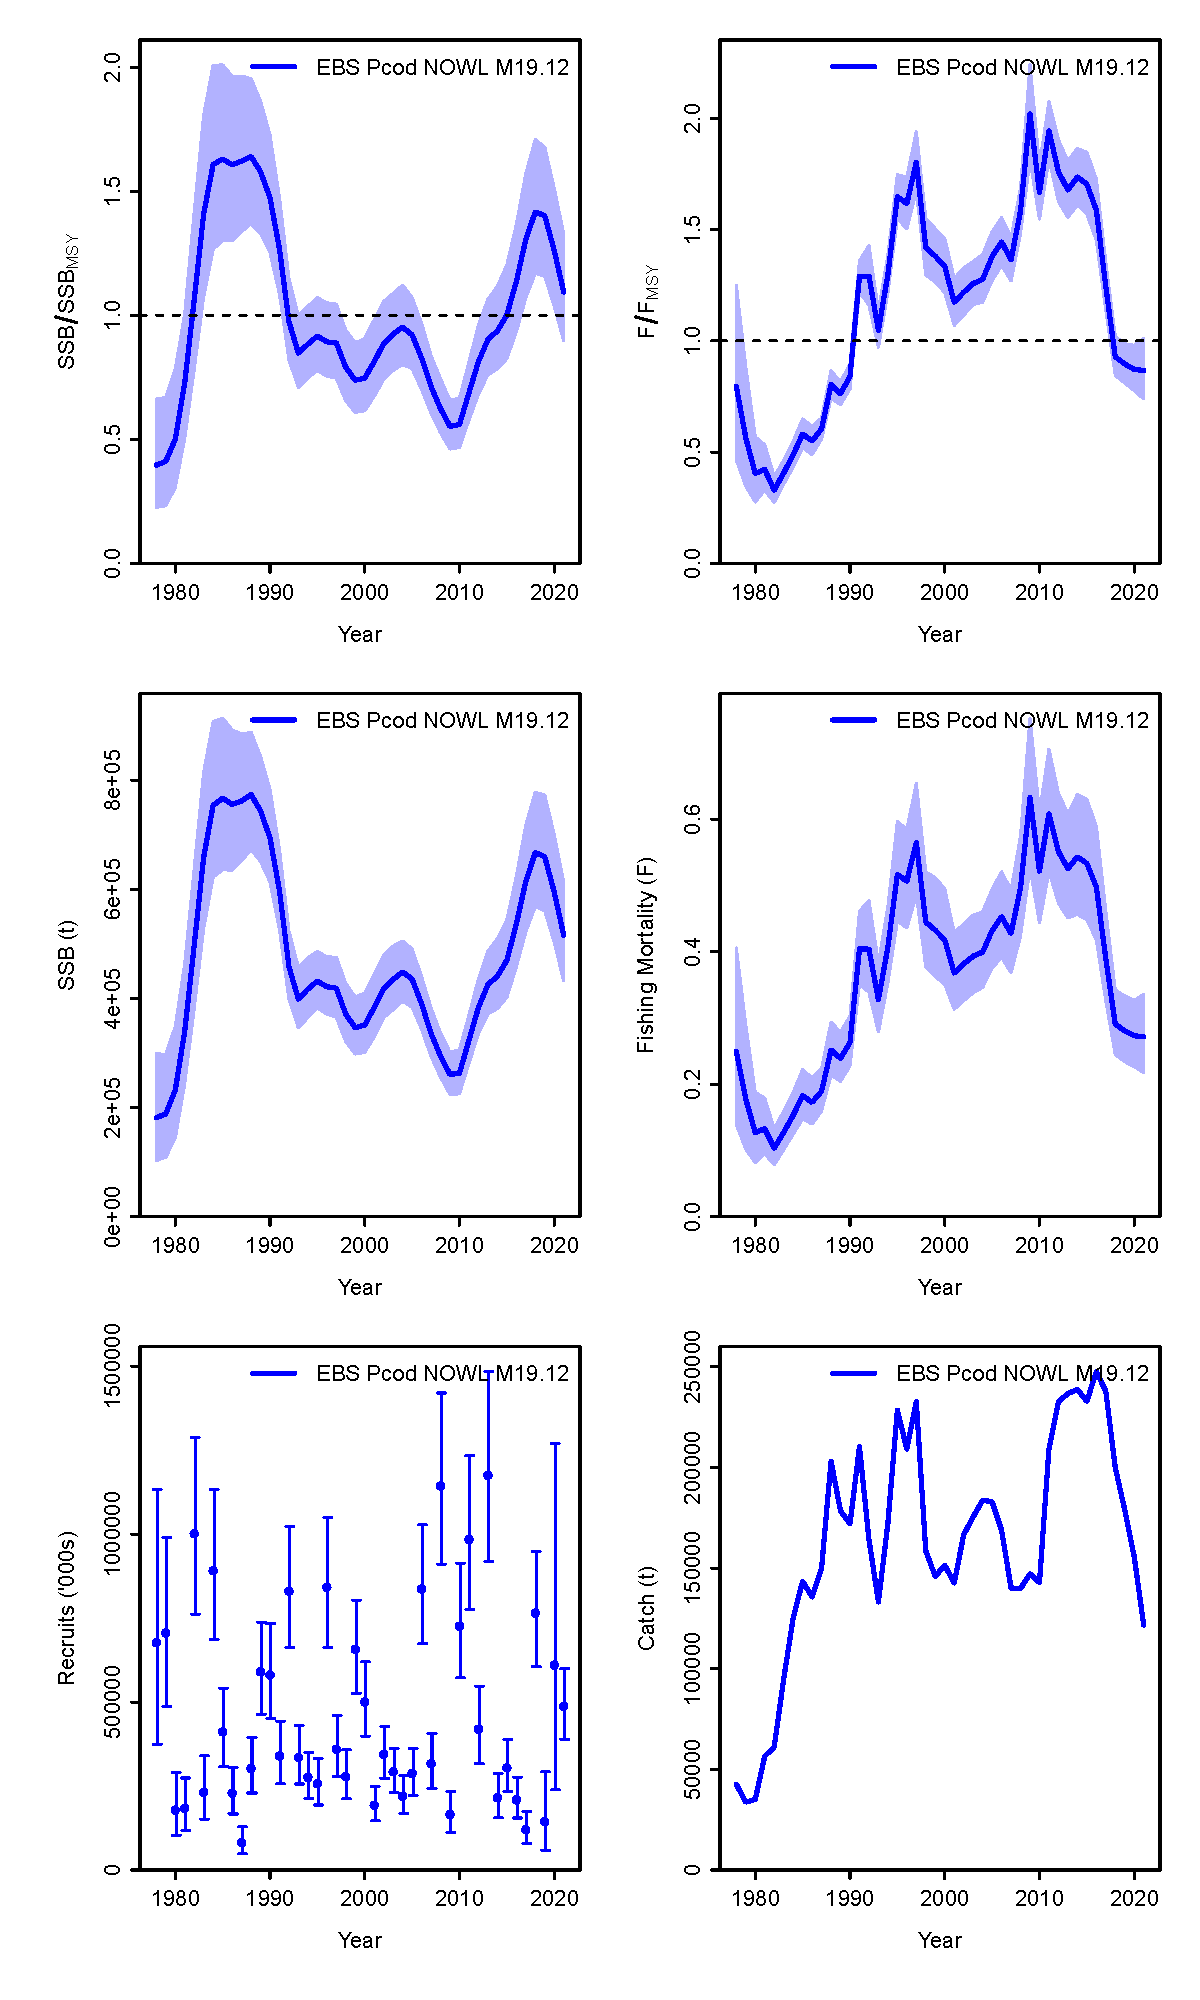 EBS Pcod NOWL M19.12
SSB/SSBMSY
0.0 0.5 1.0 1.5 2.0
1980 1990 2000 2010 2020
Year
EBS Pcod NOWL M19.12
F/FMSY
0.0 0.5 1.0 1.5 2.0
1980 1990 2000 2010 2020
Year
EBS Pcod NOWL M19.12
SSB (t)
0e+00 2e+05 4e+05 6e+05 8e+05
1980 1990 2000 2010 2020
Year
EBS Pcod NOWL M19.12
Fishing Mortality (F)
0.0 0.2 0.4 0.6
1980 1990 2000 2010 2020
Year
EBS Pcod NOWL M19.12
Recruits ('000s)
0 500000 1000000 1500000
1980 1990 2000 2010 2020
Year
EBS Pcod NOWL M19.12
Catch (t)
0 50000 100000 150000 200000 250000
1980 1990 2000 2010 2020
Year